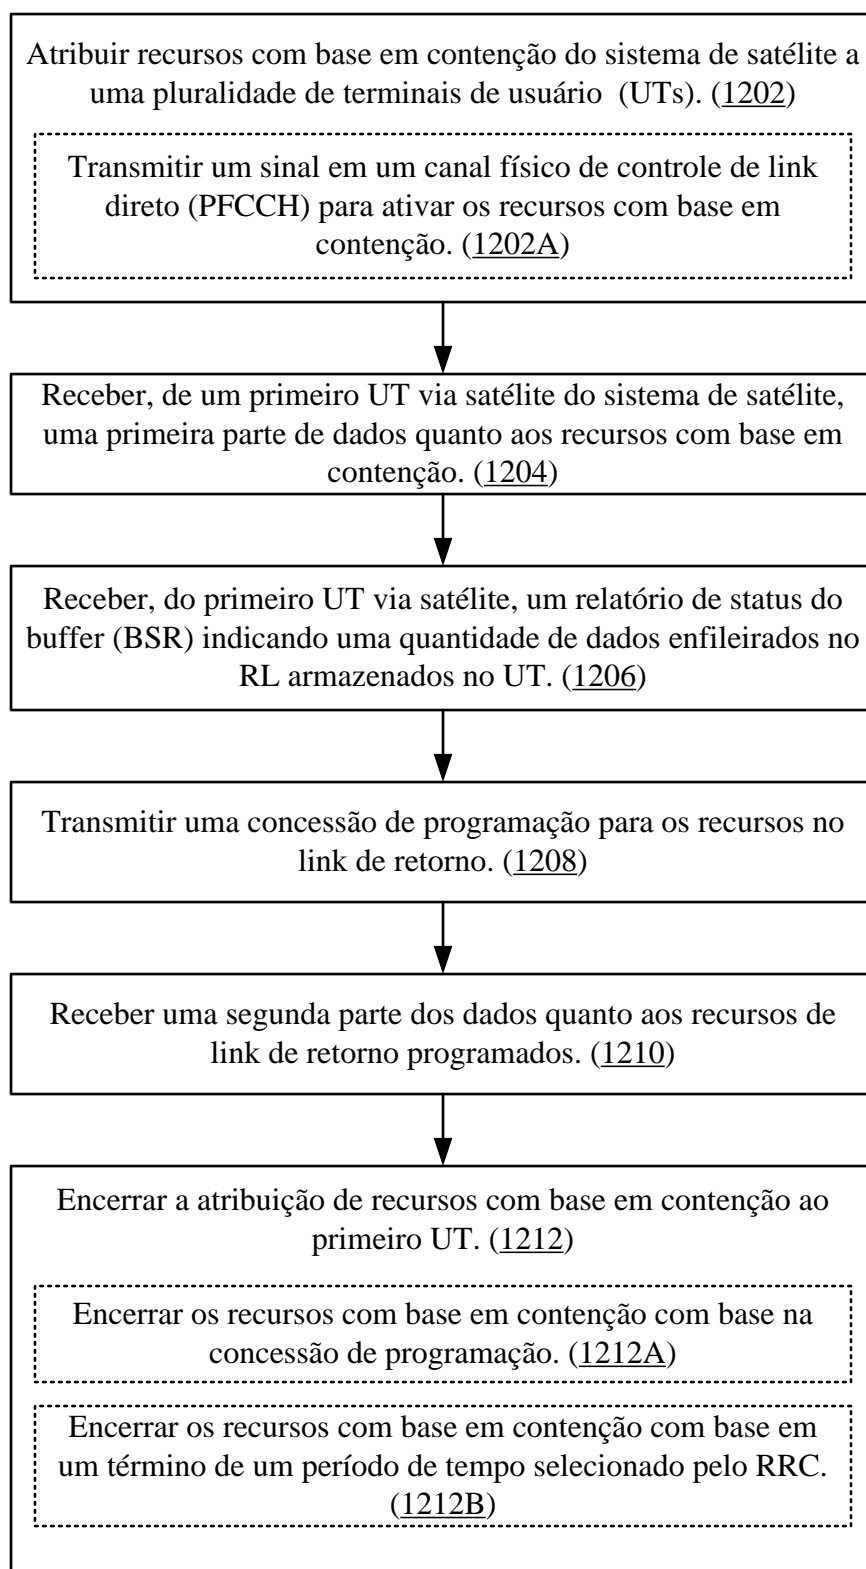 Atribuir recursos com base em contenção do sistema de satélite a
uma pluralidade de terminais de usuário (UTs). (1202)
Transmitir um sinal em um canal físico de controle de link
direto (PFCCH) para ativar os recursos com base em
contenção. (1202A)
Receber, de um primeiro UT via satélite do sistema de satélite,
uma primeira parte de dados quanto aos recursos com base em
contenção. (1204)
Receber, do primeiro UT via satélite, um relatório de status do
buffer (BSR) indicando uma quantidade de dados enfileirados no
RL armazenados no UT. (1206)
Transmitir uma concessão de programação para os recursos no
link de retorno. (1208)
Receber uma segunda parte dos dados quanto aos recursos de
link de retorno programados. (1210)
Encerrar a atribuição de recursos com base em contenção ao
primeiro UT. (1212)
Encerrar os recursos com base em contenção com base na
concessão de programação. (1212A)
Encerrar os recursos com base em contenção com base em
um término de um período de tempo selecionado pelo RRC.
(1212B)